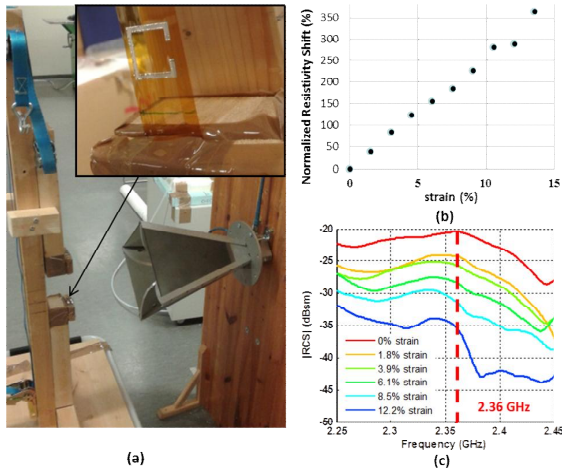 350
300
250
200
150
100
50
0
Normalized Resistivity Shift (%)
0
5
10
15
strain (%)
(b)
-20
-25
-30
-35
-40
-45
-50
|RCS| (dBsm)
0% strain
1.8% strain
3.9% strain
6.1% strain
8.5% strain
12.2% strain
2.36 GHz
2.25
2.3
2.35
2.4
2.45
Frequency (GHz)
(a)
(c)